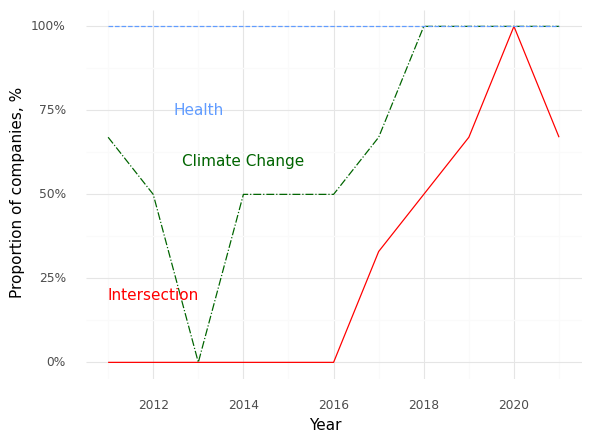 100%
75%
50%
25%
0%
Proportion of companies, %
Health
Climate Change
Intersection
2012 2014 2016 2018 2020
Year